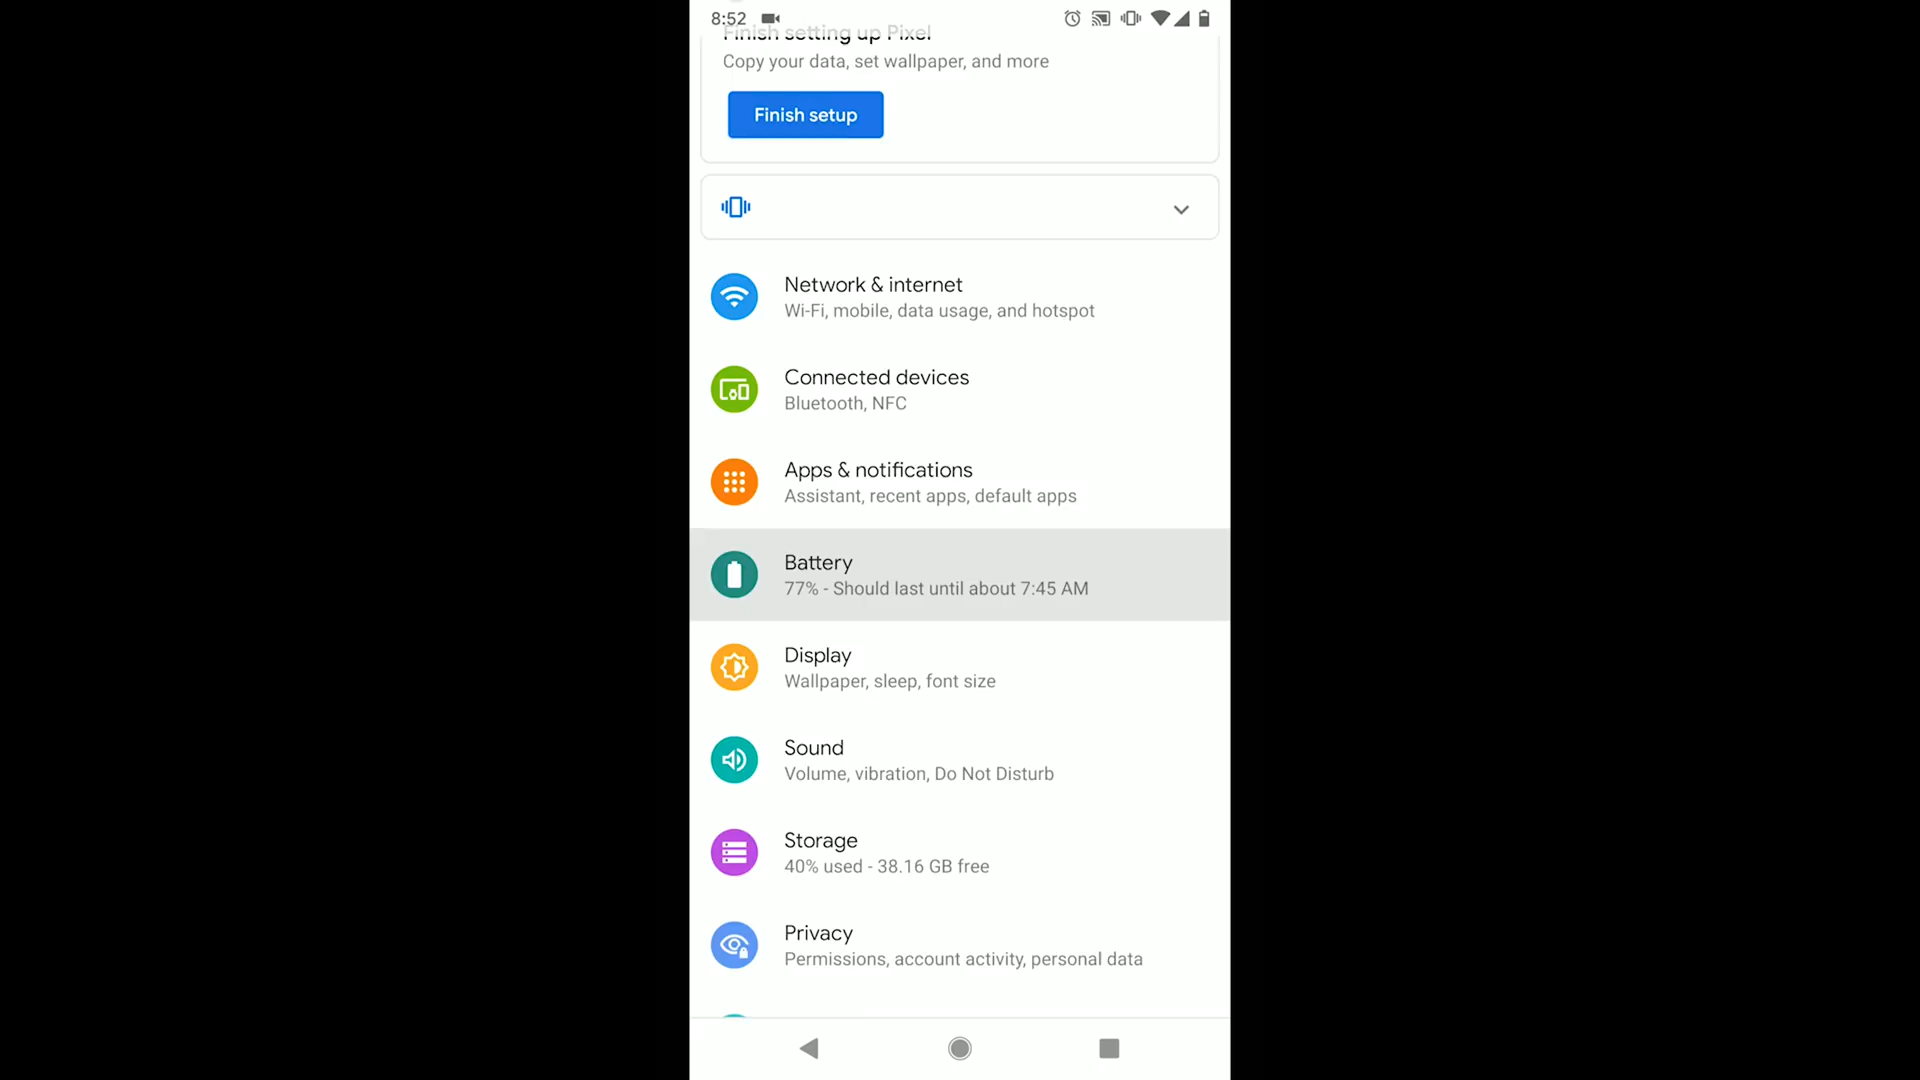 8:52
Finish setting up Pixel
Copy your data, set wallpaper, and more
Finish setup
Network & internet
Wi-Fi, mobile, data usage, and hotspot
Connected devices
Bluetooth, NFC
Apps & notifications
Assistant, recent apps, default apps
Battery
77% - Should last until about 7:45 AM
Display
Wallpaper, sleep, font size
Sound
Volume, vibration, Do Not Disturb
Storage
40% used - 38.16 GB free
Privacy
Permissions, account activity, personal data